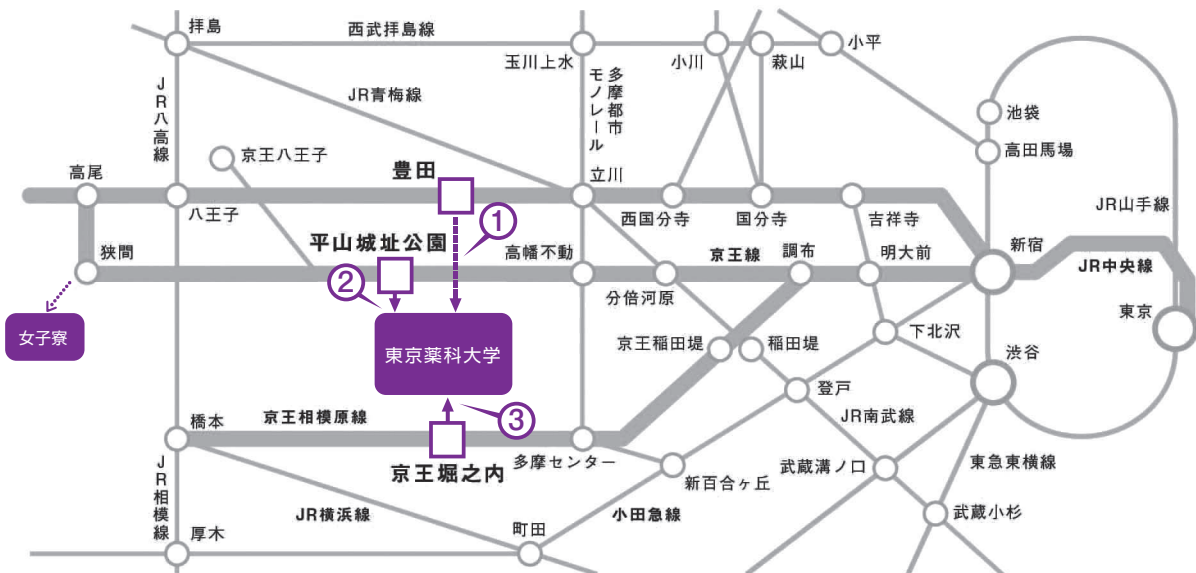 拝島
西武拝島線
玉川上水
小川
萩山
小平
JR八高線
JR青梅線
多摩都市
モノレール
池袋
高田馬場
京王八王子
高尾
八王子
豊田
立川
西国分寺
国分寺
吉祥寺
JR山手線
新宿
JR中央線
東京
狭間
平山城址公園
①
高幡不動
分倍河原
京王線
調布
明大前
②
女子寮
東京薬科大学
京王稲田堤
稲田堤
下北沢
渋谷
登戸
JR南武線
③
橋本
京王相模原線
京王堀之内
多摩センター
新百合ヶ丘
武蔵溝ノ口
東急東横線
JR相模線
JR横浜線
小田急線
武蔵小杉
厚木
町田